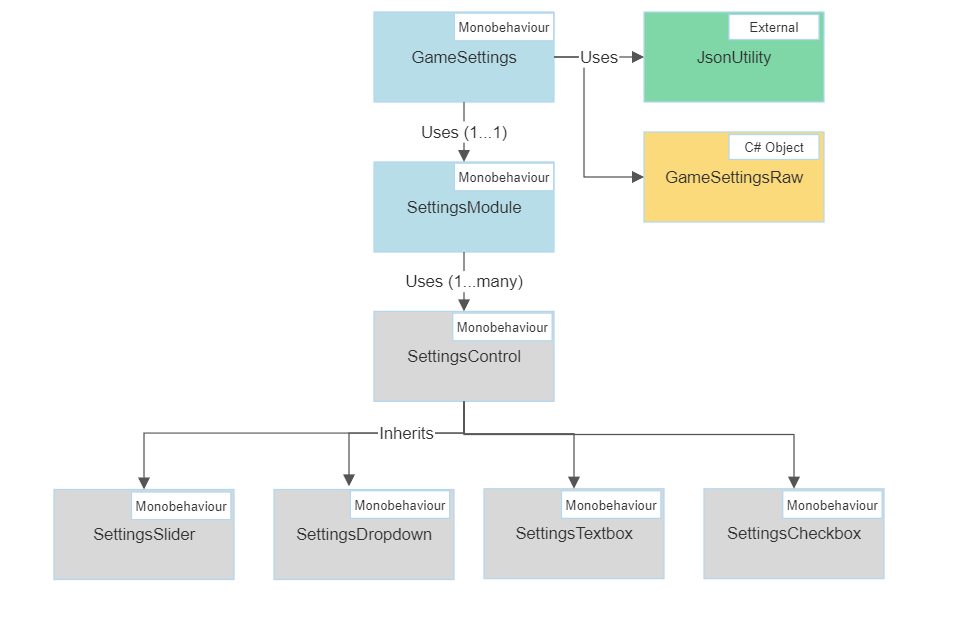 Monobehaviour
GameSettings
External
JsonUtility
Uses
Uses (1...1)
C# Object
GameSettingsRaw
Monobehaviour
SettingsModule
Uses (1...many)
Monobehaviour
SettingsControl
Inherits
Monobehaviour
SettingsSlider
Monobehaviour
SettingsDropdown
Monobehaviour
SettingsTextbox
Monobehaviour
SettingsCheckbox